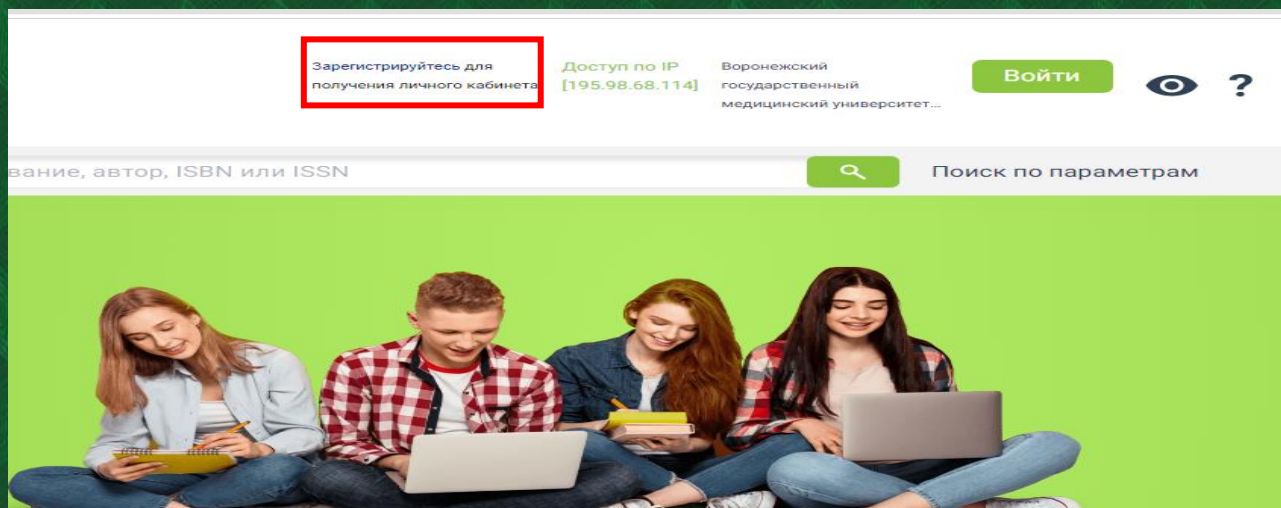 Зарегистрируйтесь для
получения личного кабинета
Доступ по IP
[195.98.68.114]
Воронежский
государственный
медицинский университет...
Войти
?
вание, автор, ISBN или ISSN
Поиск по параметрам